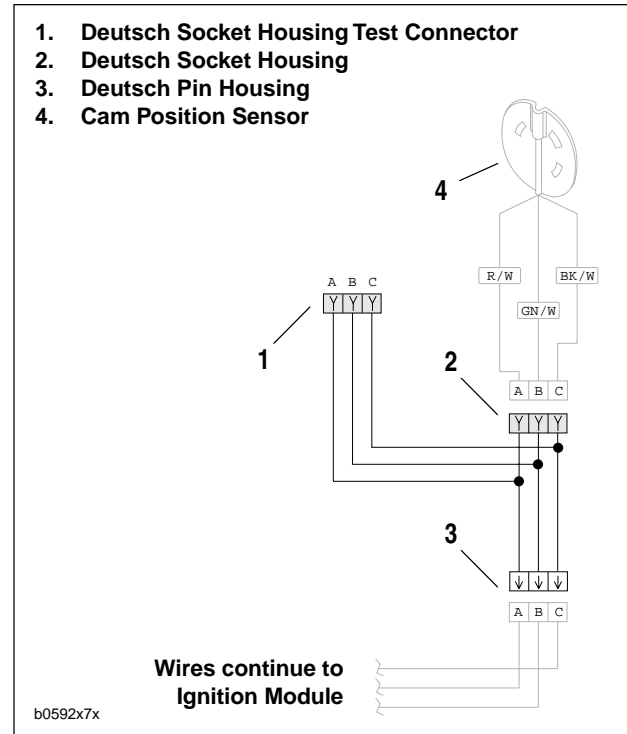 1. Deutsch Socket Housing Test Connector
2. Deutsch Socket Housing
3. Deutsch Pin Housing
4. Cam Position Sensor
4
R/W
BK/W
GN/W
A B C
1
2
A B C
3
A B C
Wires continue to
Ignition Module
b0592x7x